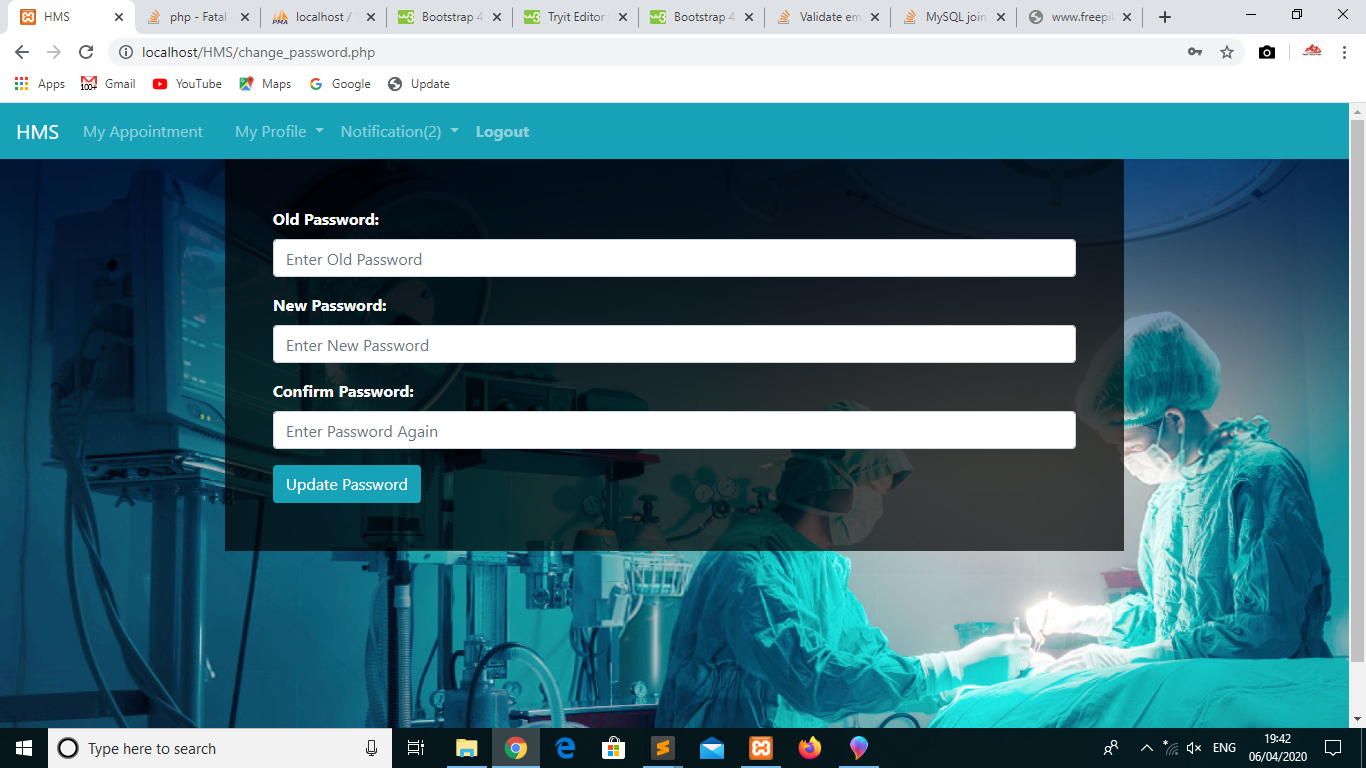 HMS
php - Fatal
localhost /
Bootstrap 4
Tryit Editor
Bootstrap 4
Validate em
MySQL join
www.freepi
localhost/HMS/change_password.php
Apps Gmail YouTube Maps Google Update
100+
HMS My Appointment My Profile Notification(2) Logout
Old Password:
Enter Old Password
New Password:
Enter New Password
Confirm Password:
Enter Password Again
Update Password
Type here to search
ENG
19:42
06/04/2020